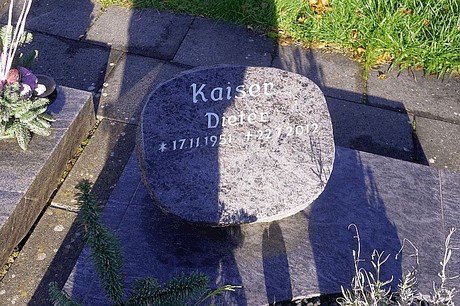 Kaiser
Dieter
* 17.11.1951 † 22.7.2012